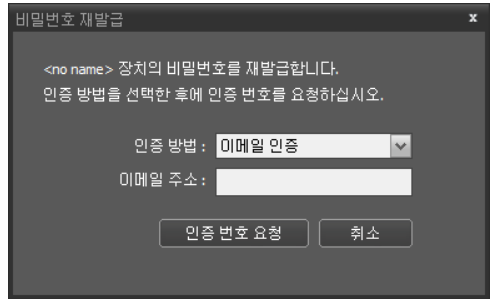 비밀번호 재발급 x
<no name> 장치의 비밀번호를 재발급합니다.
인증 방법을 선택한 후에 인증 번호를 요청하십시오.
인증 방법 : 이메일 인증
이메일 주소 :
인증 번호 요청 취소